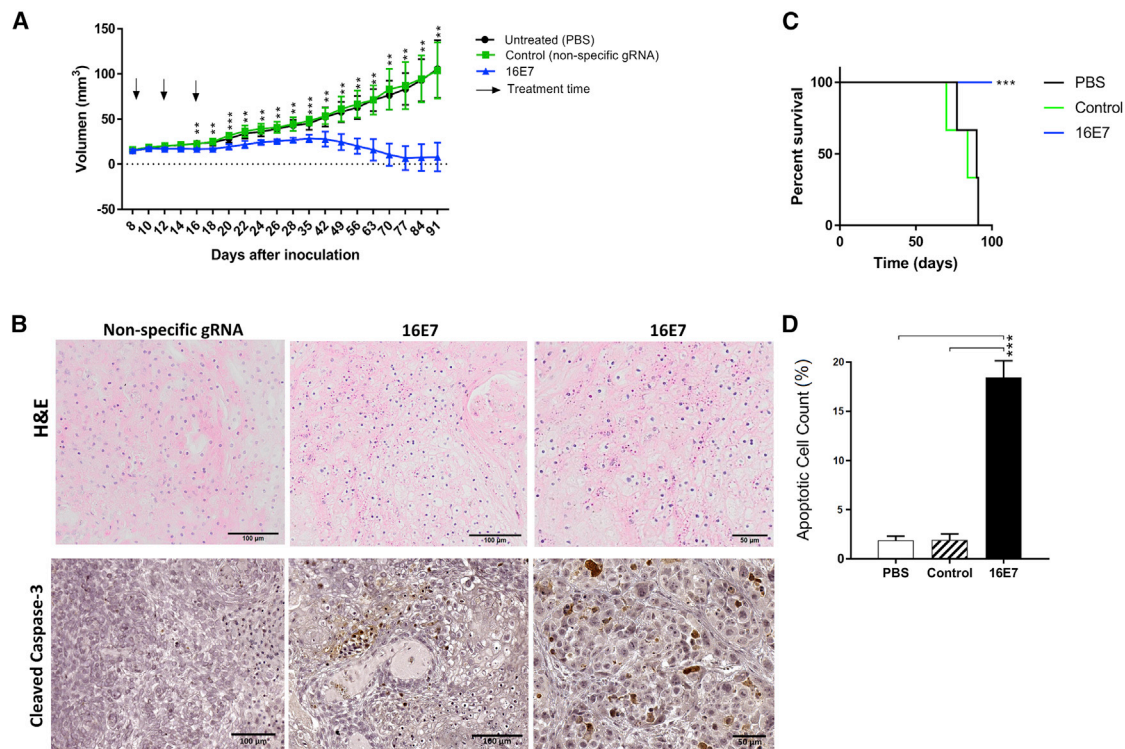 A
Volumen (mm³)
150
100
50
0
-50
8 10 12 14 16 18 20 22 24 26 28 35 42 49 56 63 70 77 84 91
Days after inoculation
** ** *** ** ** ** ** *** ** ** ** ** ** ** ** **
Untreated (PBS)
Control (non-specific gRNA)
16E7
Treatment time
C
Percent survival
100
50
0
0 50 100
Time (days)
***
PBS
Control
16E7
B
Non-specific gRNA 16E7 16E7
H&E
100 µm 100 µm 50 µm
Cleaved Caspase-3
100 µm 100 µm 50 µm
D
Apoptotic Cell Count (%)
20
15
10
5
0
PBS Control 16E7
***